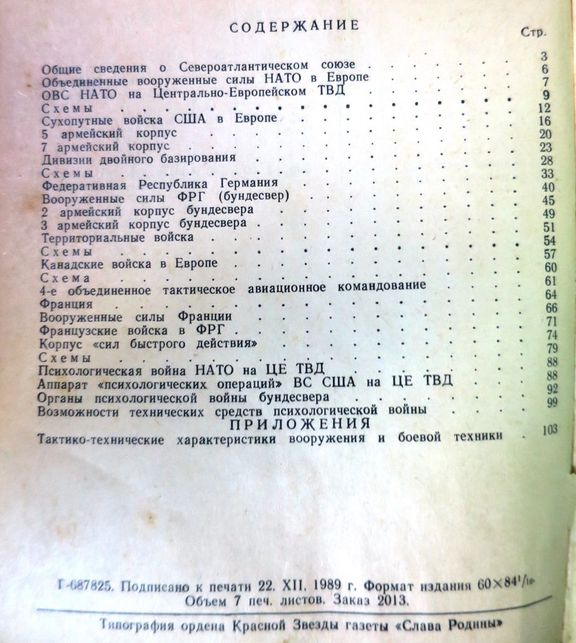 СОДЕРЖАНИЕ
Стр.
Общие сведения о Североатлантическом союзе . . . . . 3
Объединенные вооруженные силы НАТО в Европе . . . . . 6
ОВС НАТО на Центрально-Европейском ТВД . . . . . 7
Схемы . . . . . 9
Сухопутные войска США в Европе . . . . . 12
5 армейский корпус . . . . . 16
7 армейский корпус . . . . . 20
Дивизии двойного базирования . . . . . 23
Схемы . . . . . 28
Федеративная Республика Германия . . . . . 33
Вооруженные силы ФРГ (бундесвер) . . . . . 40
2 армейский корпус бундесвера . . . . . 45
3 армейский корпус бундесвера . . . . . 49
Территориальные войска . . . . . 51
Схемы . . . . . 54
Канадские войска в Европе . . . . . 57
Схема . . . . . 60
4-е объединенное тактическое авиационное командование . . . . . 61
Франция . . . . . 64
Вооруженные силы Франции . . . . . 66
Французские войска в ФРГ . . . . . 71
Корпус «сил быстрого действия» . . . . . 74
Схемы . . . . . 79
Психологическая война НАТО на ЦЕ ТВД . . . . . 88
Аппарат «психологических операций» ВС США на ЦЕ ТВД . . . . . 88
Органы психологической войны бундесвера . . . . . 92
Возможности технических средств психологической войны . . . . . 99
ПРИЛОЖЕНИЯ
Тактико-технические характеристики вооружения и боевой техники . 103
Г-687825. Подписано к печати 22. XII. 1989 г. Формат издания 60×84¹/₁₆.
Объем 7 печ. листов. Заказ 2013.
Типография ордена Красной Звезды газеты «Слава Родины»